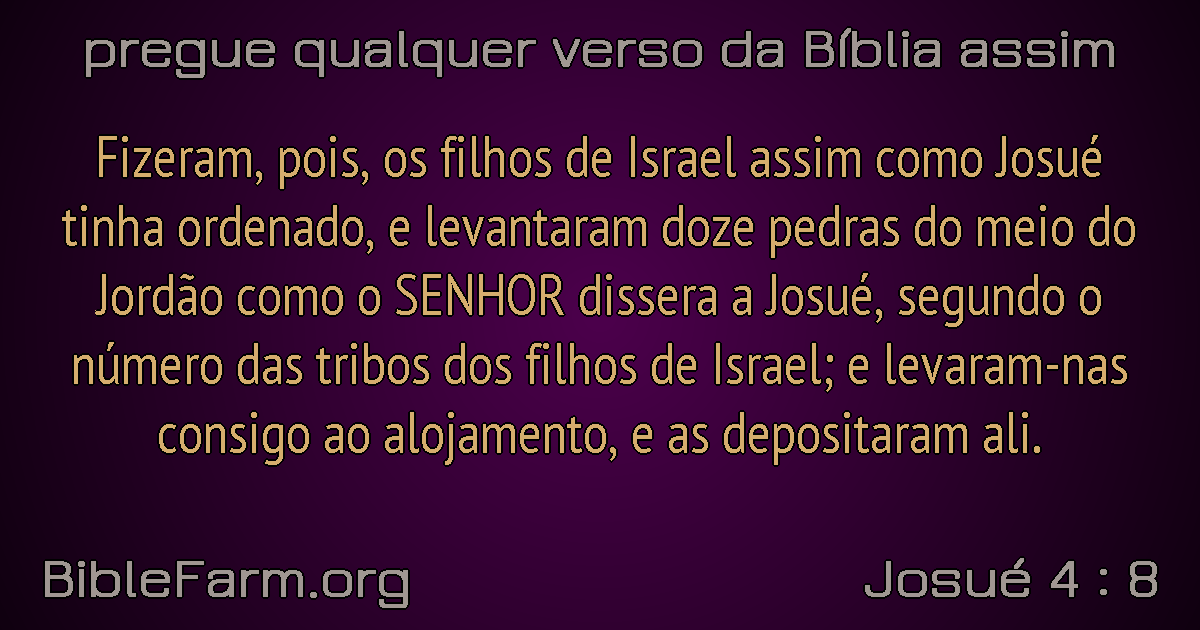 pregue qualquer verso da Bíblia assim
Fizeram, pois, os filhos de Israel assim como Josué
tinha ordenado, e levantaram doze pedras do meio do
Jordão como o SENHOR dissera a Josué, segundo o
número das tribos dos filhos de Israel; e levaram-nas
consigo ao alojamento, e as depositaram ali.
BibleFarm.org
Josué 4 : 8